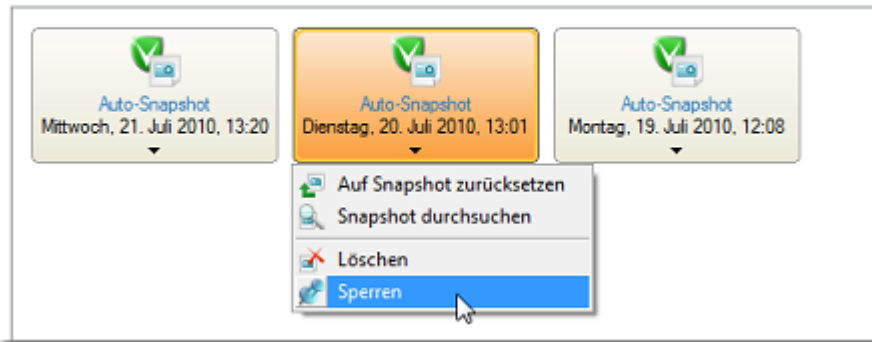 Auto-Snapshot
Mittwoch, 21. Juli 2010, 13:20
Auto-Snapshot
Dienstag, 20. Juli 2010, 13:01
Auto-Snapshot
Montag, 19. Juli 2010, 12:08
Auf Snapshot zurücksetzen
Snapshot durchsuchen
Löschen
Sperren